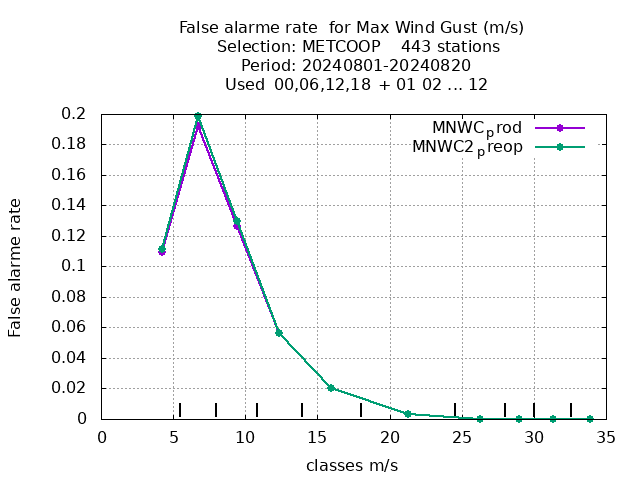 False alarme rate  for Max Wind Gust (m/s)
Selection: METCOOP    443 stations
Period: 20240801-20240820
Used  00,06,12,18 + 01 02 ... 12
MNWC_prod
MNWC2_preop
False alarme rate
0.2
0.18
0.16
0.14
0.12
0.1
0.08
0.06
0.04
0.02
0
0 5 10 15 20 25 30 35
classes m/s